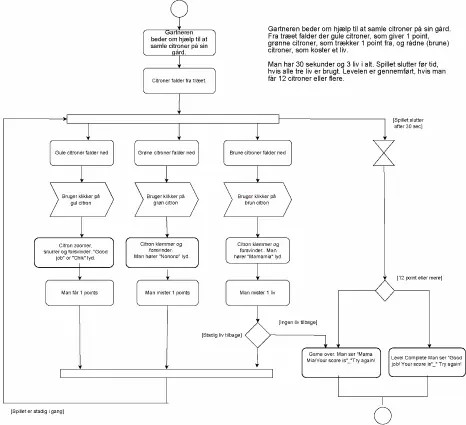 Gartneren
beder om hjælp til at
samle citroner på sin
gård.
Gartneren beder om hjælp til at samle citroner på sin gård.
Fra træet falder der gule citroner, som giver 1 point,
grønne citroner, som trækker 1 point fra, og rådne (brune)
citroner, som koster et liv.
Man har 30 sekunder og 3 liv i alt. Spillet slutter før tid,
hvis alle tre liv er brugt. Levelen er gennemført, hvis man
får 12 citroner eller flere.
Citroner falder fra træet.
[Spillet slutter
after 30 sec]
Gule citroner falder ned
Grøne citroner falder ned
Brune citroner falder ned
Bruger klikker på
gul citron
Bruger klikker på
grøn citron
Bruger klikker på
brun citron
Citron zoomer,
snurrer og forsvinder. "Good
job" or "Ohh" lyd
Citron klemmer og
forsvinder.
Man hører "Nonono" lyd
Citron klemmer og
forsvinder. Man
hører "Mamamia" lyd
[12 point eller mere]
Man får 1 points
Man mister 1 points
Man mister 1 liv
[Ingen liv tilbage]
[Stadig liv tilbage]
Game over. Man ser "Mama
Mia!Your score is"_"Try again!
Level Complete Man ser "Good
job! Your score is"_" Try again!
[Spillet er stadig i gang]